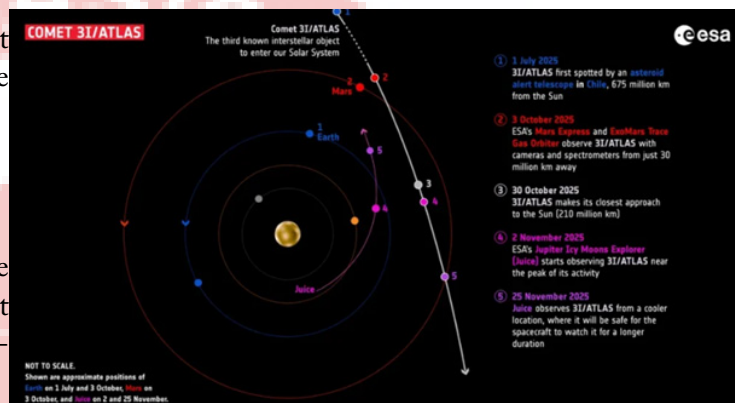 COMET 3I/ATLAS
Comet 3I/ATLAS
The third known interstellar object
to enter our Solar System
esa
1
2
2
Mars
1
Earth
5
3
4
4
5
Juice
1 1 July 2025
3I/ATLAS first spotted by an asteroid
alert telescope in Chile, 675 million km
from the Sun
2 3 October 2025
ESA's Mars Express and ExoMars Trace
Gas Orbiter observe 3I/ATLAS with
cameras and spectrometers from just 30
million km away
3 30 October 2025
3I/ATLAS makes its closest approach
to the Sun (210 million km)
4 2 November 2025
ESA's Jupiter Icy Moons Explorer
(Juice) starts observing 3I/ATLAS near
the peak of its activity
5 25 November 2025
Juice observes 3I/ATLAS from a cooler
location, where it will be safe for the
spacecraft to watch it for a longer
duration
NOT TO SCALE.
Shown are approximate positions of
Earth on 1 July and 3 October, Mars on
3 October, and Juice on 2 and 25 November.